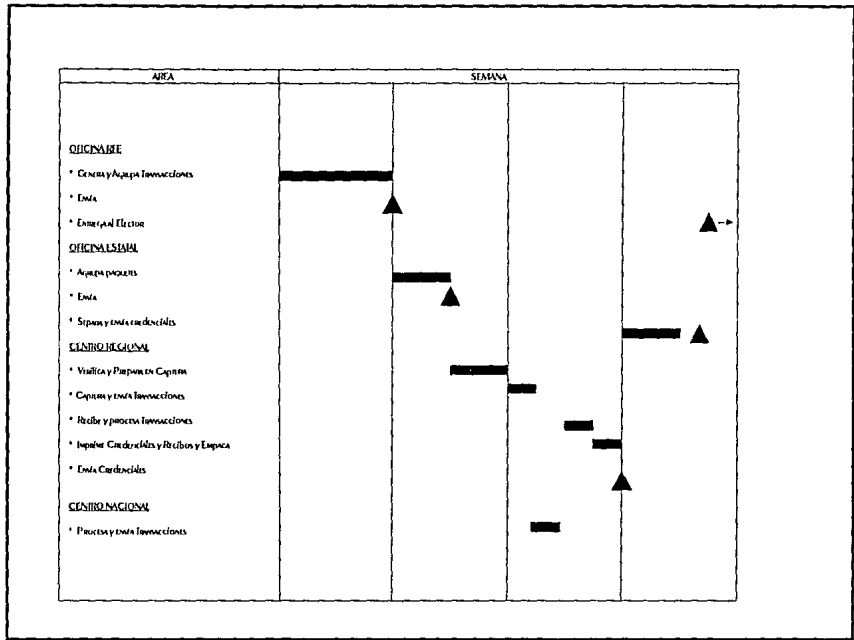 AREA
SEMANA
OFICINA RFE
* Genera y Agrupa Transacciones
* Envía
* Entrega al Elector
OFICINA ESTATAL
* Agrupa paquetes
* Envía
* Separa y envía credenciales
CENTRO REGIONAL
* Verifica y Prepara en Captura
* Captura y envía Transacciones
* Recibe y procesa Transacciones
* Imprime Credenciales y Recibos y Empaca
* Envía Credenciales
CENTRO NACIONAL
* Procesa y envía Transacciones